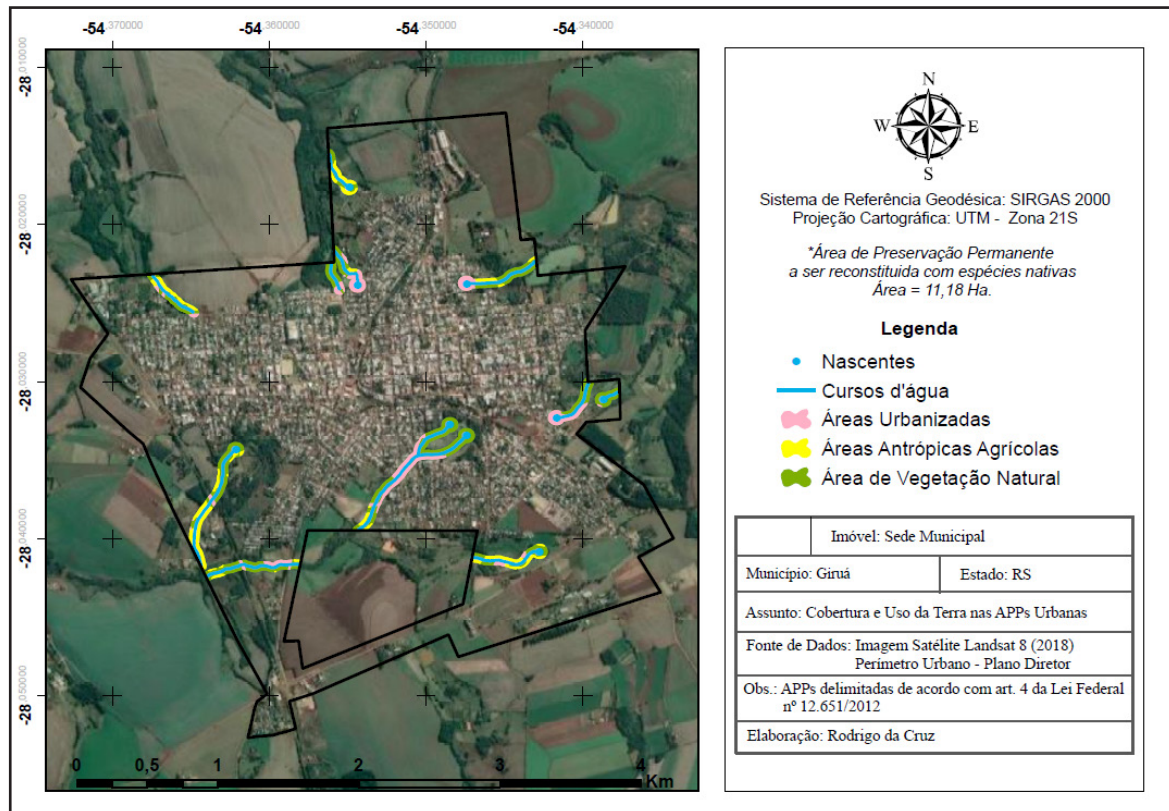 -54,370000 -54,360000 -54,350000 -54,340000
-28,010000
-28,020000
-28,030000
-28,040000
-28,050000
0 0,5 1 2 3 4
Km
N
W E
S
Sistema de Referência Geodésica: SIRGAS 2000
Projeção Cartográfica: UTM - Zona 21S
*Área de Preservação Permanente
a ser reconstituida com espécies nativas
Área = 11,18 Ha.
Legenda
Nascentes
Cursos d'água
Áreas Urbanizadas
Áreas Antrópicas Agrícolas
Área de Vegetação Natural
Imóvel: Sede Municipal
Município: Giruá Estado: RS
Assunto: Cobertura e Uso da Terra nas APPs Urbanas
Fonte de Dados: Imagem Satélite Landsat 8 (2018)
Perímetro Urbano - Plano Diretor
Obs.: APPs delimitadas de acordo com art. 4 da Lei Federal
nº 12.651/2012
Elaboração: Rodrigo da Cruz